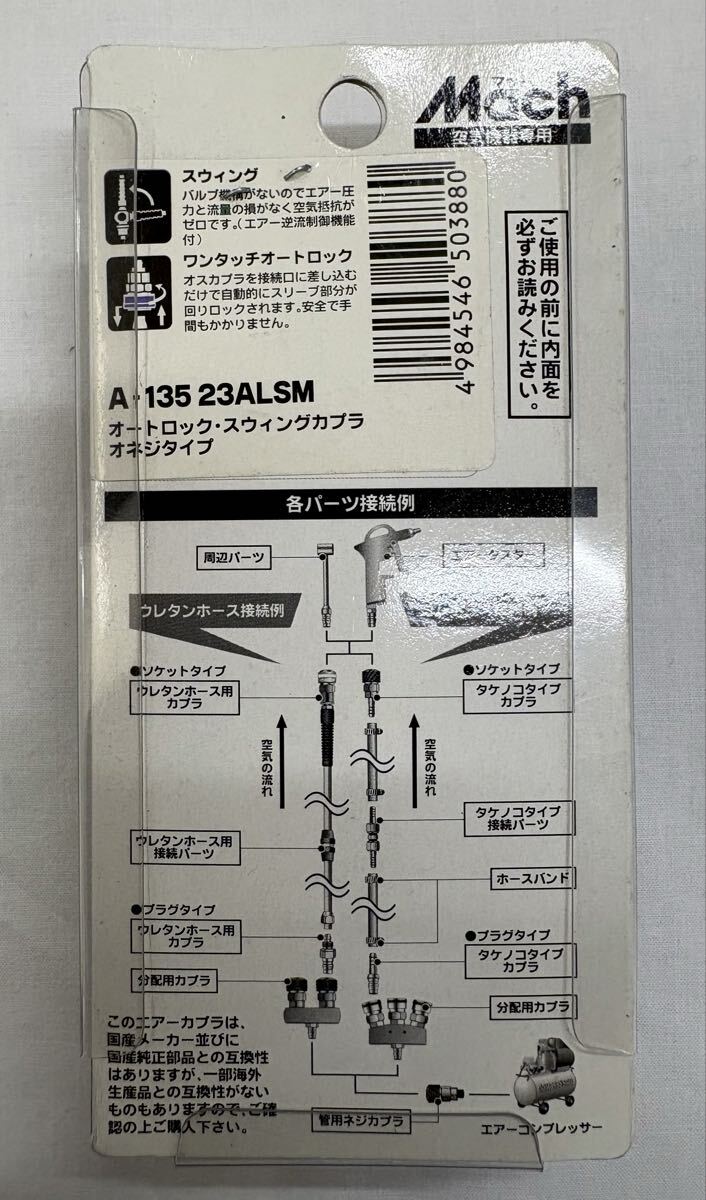 Mach
空気機器専用
スウィング
バルブ機構がないのでエアー圧
力と流量の損がなく空気抵抗が
ゼロです。(エアー逆流制御機能
付)
ワンタッチオートロック
オスカプラを接続口に差し込む
だけで自動的にスリーブ部分が
回りロックされます。安全で手
間もかかりません。
4 984546 503880
ご使用の前に内面を
必ずお読みください。
A-135 23ALSM
オートロック・スウィングカプラ
オネジタイプ
各パーツ接続例
周辺パーツ
エアーダスター
ウレタンホース接続例
●ソケットタイプ
ウレタンホース用
カプラ
●ソケットタイプ
タケノコタイプ
カプラ
空気の流れ
空気の流れ
ウレタンホース用
接続パーツ
タケノコタイプ
接続パーツ
ホースバンド
●プラグタイプ
ウレタンホース用
カプラ
●プラグタイプ
タケノコタイプ
カプラ
分配用カプラ
分配用カプラ
このエアーカプラは、
国産メーカー並びに
国産純正部品との互換性
はありますが、一部海外
生産品との互換性がない
ものもありますので、ご確
認の上ご購入下さい。
管用ネジカプラ
エアーコンプレッサー